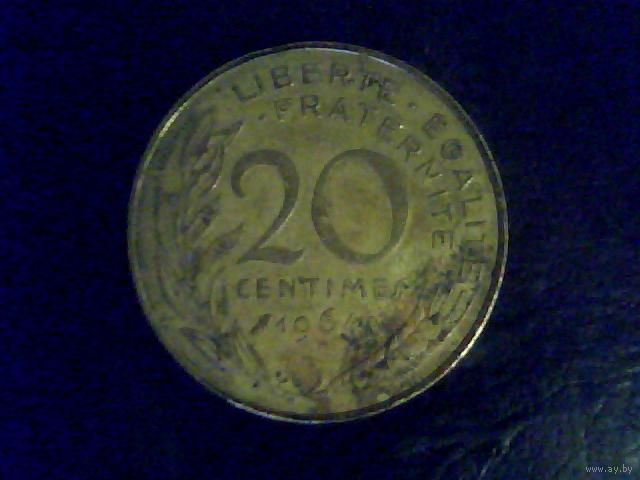 LIBERTE · EGALITE
· FRATERNITE
20
CENTIMES
www.ay.by